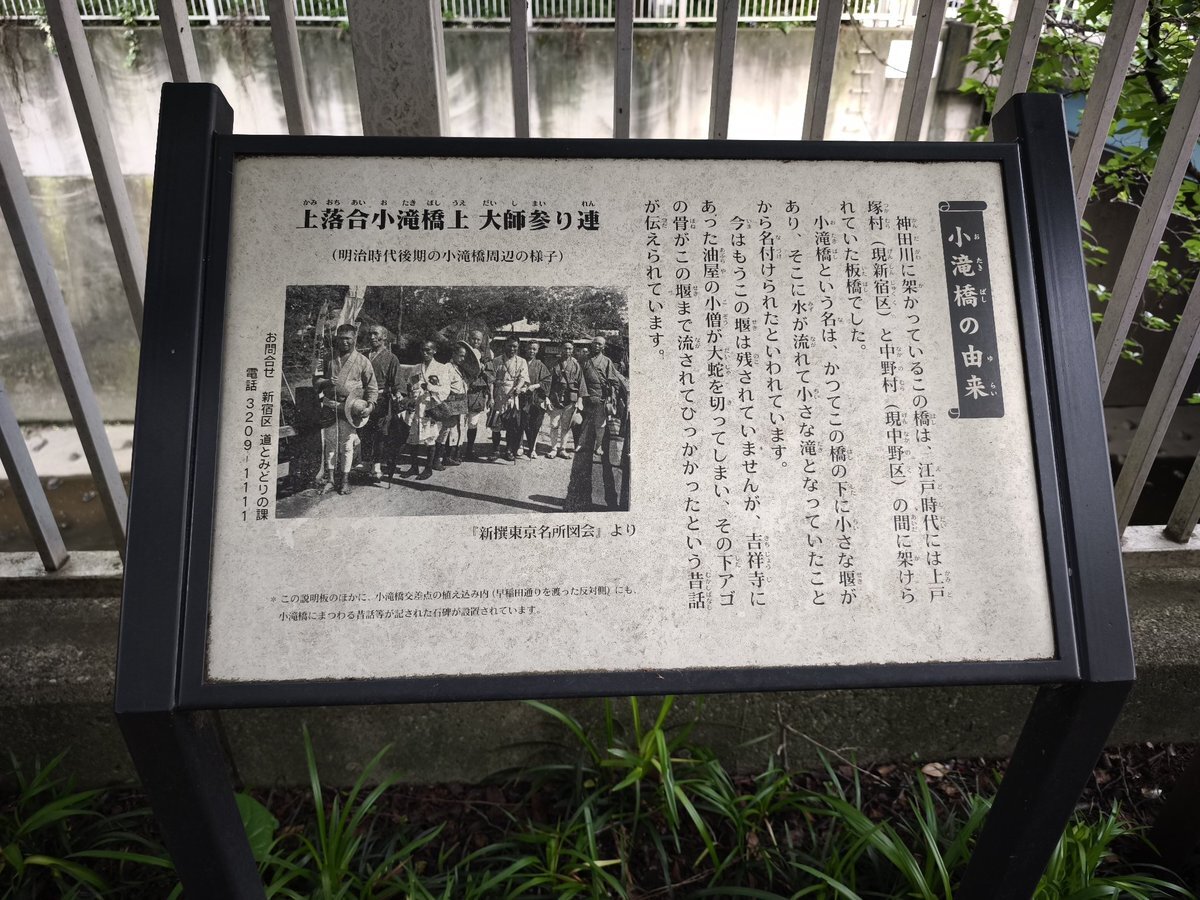 小滝橋の由来
神田川に架かっているこの橋は、江戸時代には上戸
塚村（現新宿区）と中野村（現中野区）の間に架けら
れていた板橋でした。
小滝橋という名は、かつてこの橋の下に小さな堰が
あり、そこに水が流れて小さな滝となっていたこと
から名付けられたといわれています。
今はもうこの堰は残されていませんが、吉祥寺に
あった油屋の小僧が大蛇を切ってしまい、その下アゴ
の骨がこの堰まで流されてひっかかったという昔話
が伝えられています。
上落合小滝橋上 大師参り連
（明治時代後期の小滝橋周辺の様子）
『新撰東京名所図会』より
お問合せ 新宿区 道とみどりの課
電話 3209-1111
＊この説明板のほかに、小滝橋交差点の植え込み内（早稲田通りを渡った反対側）にも、
小滝橋にまつわる昔話等が記された石碑が設置されています。